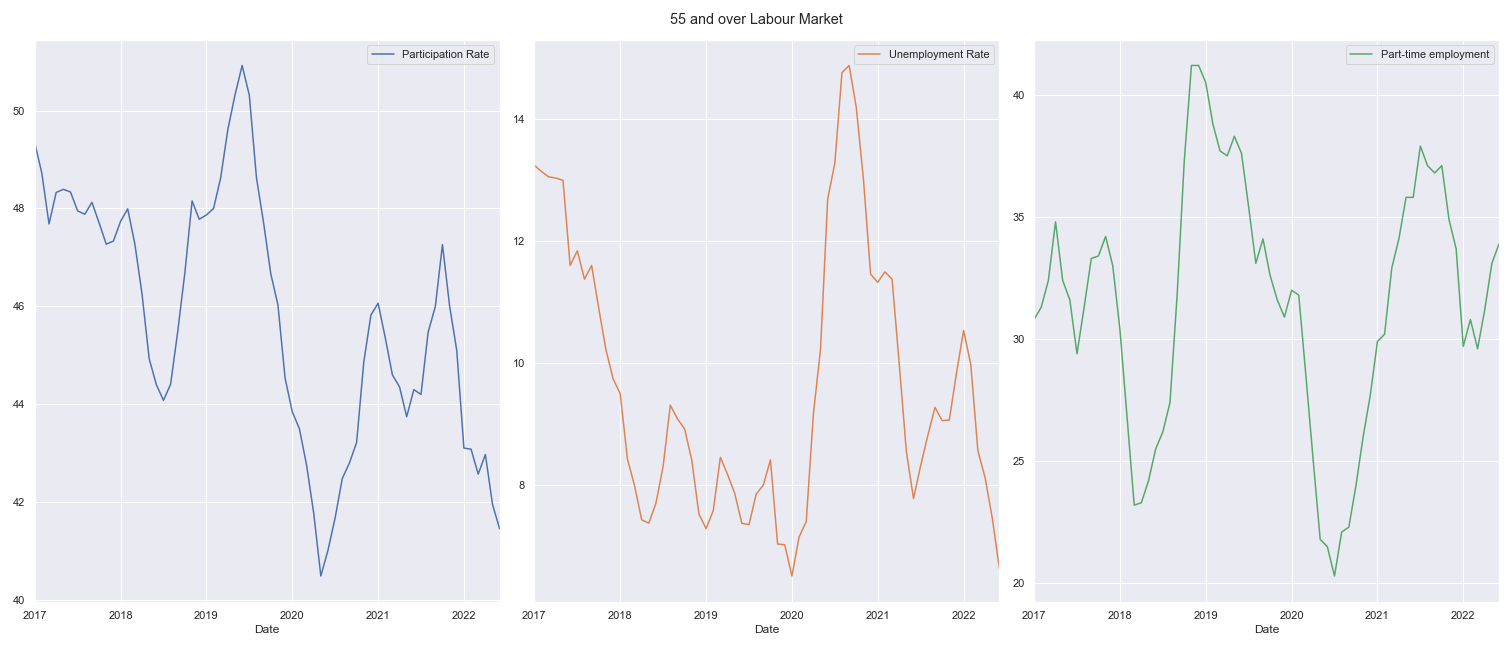 55 and over Labour Market
Participation Rate
50
48
46
44
42
40
2017 2018 2019 2020 2021 2022
Date
Unemployment Rate
14
12
10
8
2017 2018 2019 2020 2021 2022
Date
Part-time employment
40
35
30
25
20
2017 2018 2019 2020 2021 2022
Date